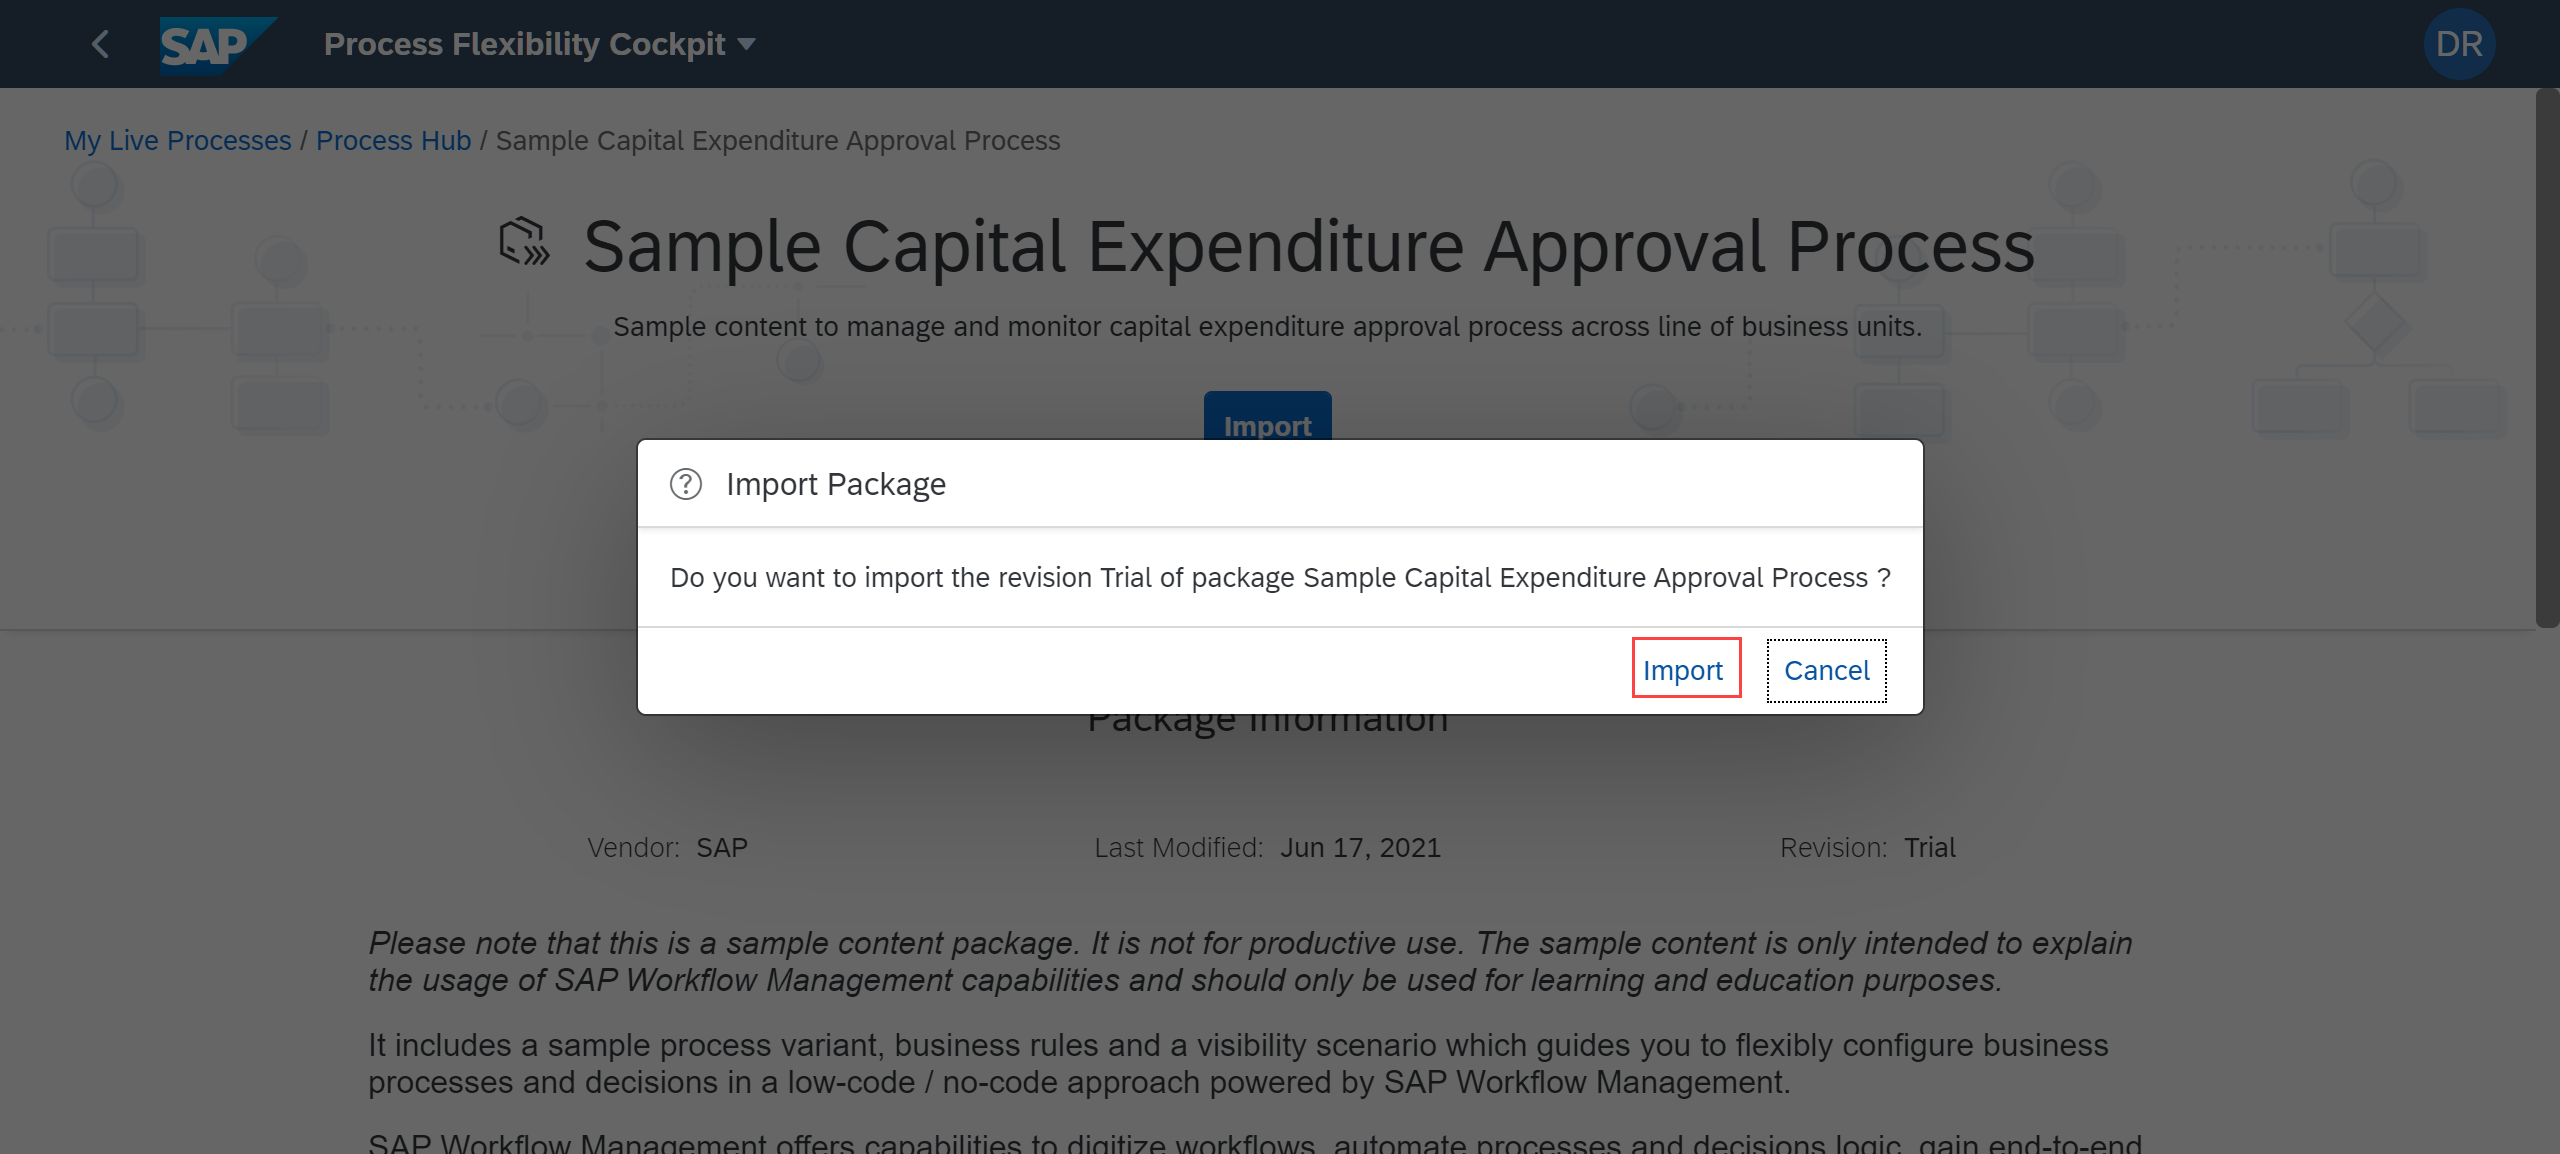 SAP Process Flexibility Cockpit DR
My Live Processes / Process Hub / Sample Capital Expenditure Approval Process
Sample Capital Expenditure Approval Process
Sample content to manage and monitor capital expenditure approval process across line of business units.
Import
? Import Package
Do you want to import the revision Trial of package Sample Capital Expenditure Approval Process ?
Import Cancel
Package Information
Vendor: SAP Last Modified: Jun 17, 2021 Revision: Trial
Please note that this is a sample content package. It is not for productive use. The sample content is only intended to explain
the usage of SAP Workflow Management capabilities and should only be used for learning and education purposes.
It includes a sample process variant, business rules and a visibility scenario which guides you to flexibly configure business
processes and decisions in a low-code / no-code approach powered by SAP Workflow Management.
SAP Workflow Management offers capabilities to digitize workflows, automate processes and decisions logic, gain end-to-end